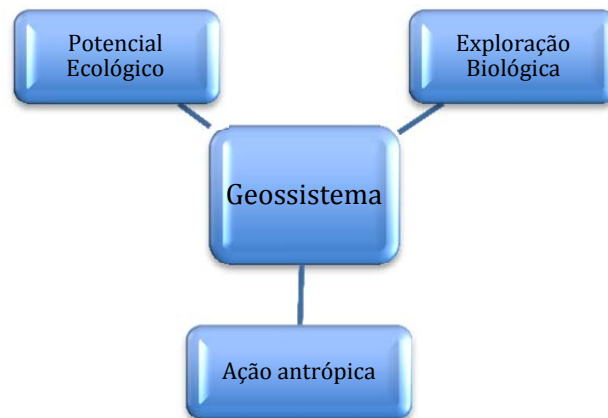 Potencial
Ecológico
Exploração
Biológica
Geossistema
Ação antrópica